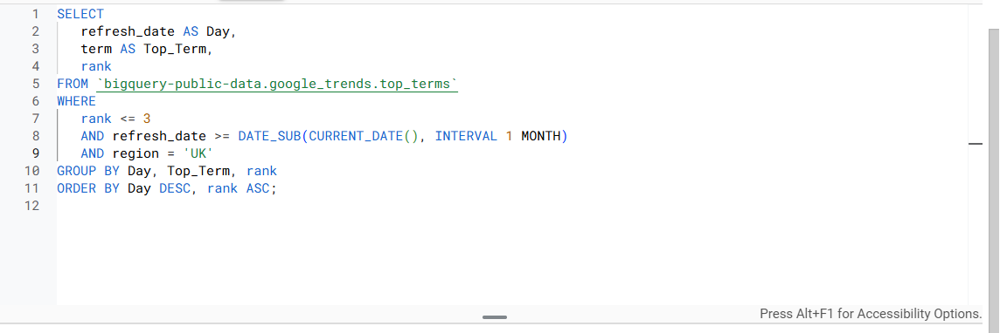 1 SELECT
2 refresh_date AS Day,
3 term AS Top_Term,
4 rank
5 FROM `bigquery-public-data.google_trends.top_terms`
6 WHERE
7 rank <= 3
8 AND refresh_date >= DATE_SUB(CURRENT_DATE(), INTERVAL 1 MONTH)
9 AND region = 'UK'
10 GROUP BY Day, Top_Term, rank
11 ORDER BY Day DESC, rank ASC;
12
Press Alt+F1 for Accessibility Options.